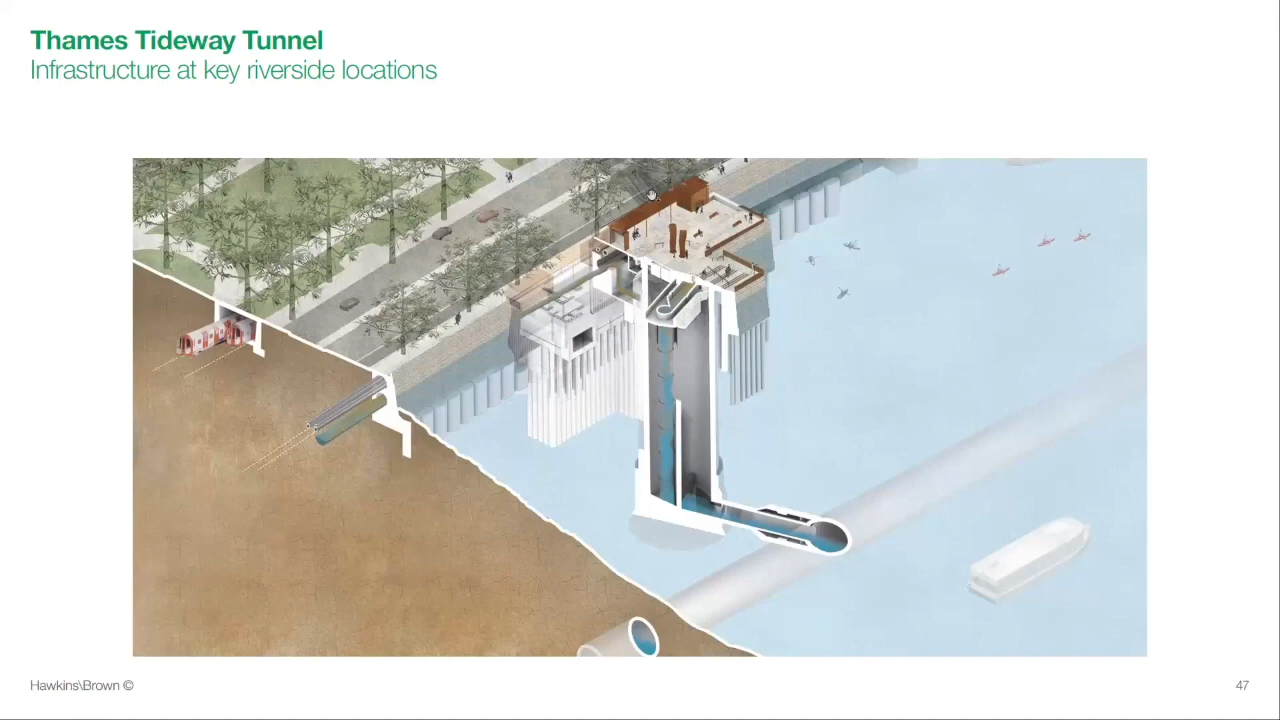 Thames Tideway Tunnel
Infrastructure at key riverside locations
Hawkins\Brown ©
47